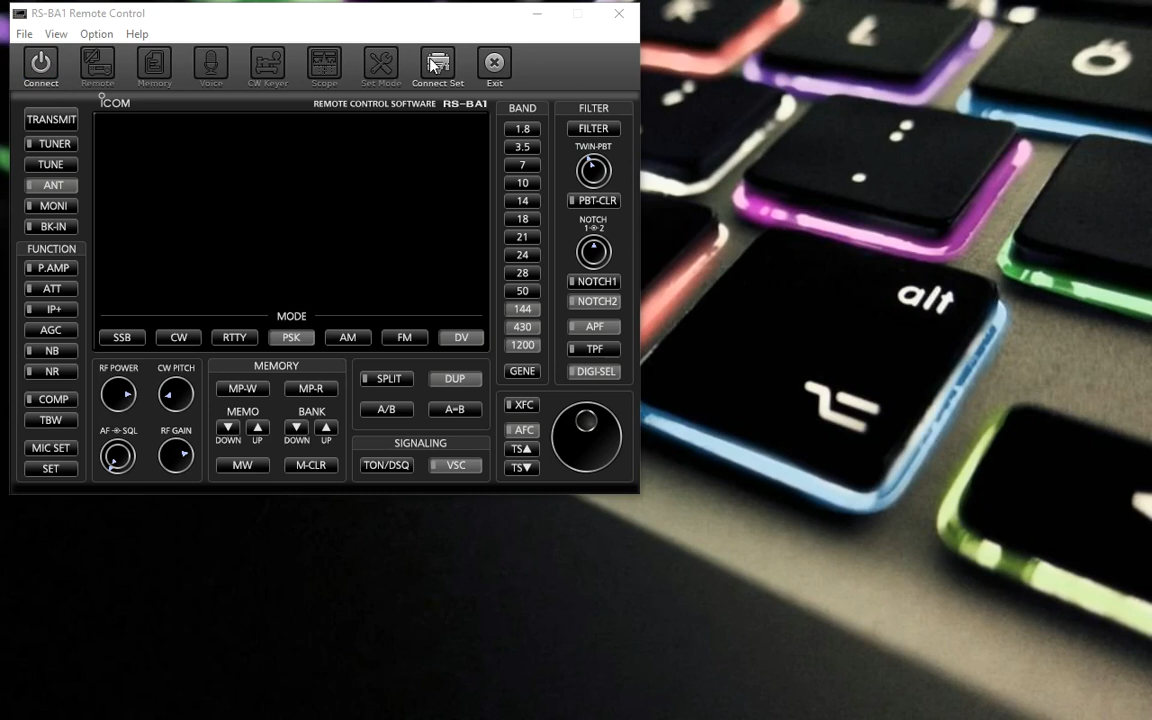 RS-BA1 Remote Control
File View Option Help
Connect Remote Memory Voice CW Keyer Scope Set Mode Connect Set Exit
ICOM REMOTE CONTROL SOFTWARE RS-BA1
TRANSMIT
TUNER
TUNE
ANT
MONI
BK-IN
FUNCTION
P.AMP
ATT
IP+
AGC
NB
NR
COMP
TBW
MIC SET
SET
MODE
SSB CW RTTY PSK AM FM DV
RF POWER CW PITCH
AF SQL RF GAIN
MEMORY
MP-W MP-R
MEMO BANK
▼ ▲ ▼ ▲
DOWN UP DOWN UP
MW M-CLR
SPLIT DUP
A/B A=B
SIGNALING
TON/DSQ VSC
BAND
1.8
3.5
7
10
14
18
21
24
28
50
144
430
1200
GENE
FILTER
FILTER
TWIN-PBT
PBT-CLR
NOTCH
1 2
NOTCH1
NOTCH2
APF
TPF
DIGI-SEL
XFC
AFC
TS▲
TS▼
alt
⌥